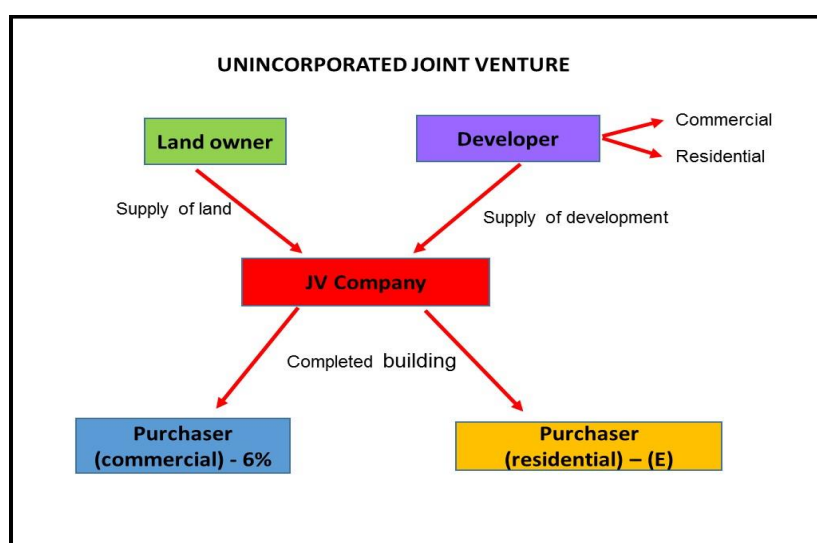 UNINCORPORATED JOINT VENTURE
Land owner
Developer
Commercial
Residential
Supply of land
Supply of development
JV Company
Completed building
Purchaser
(commercial) - 6%
Purchaser
(residential) – (E)